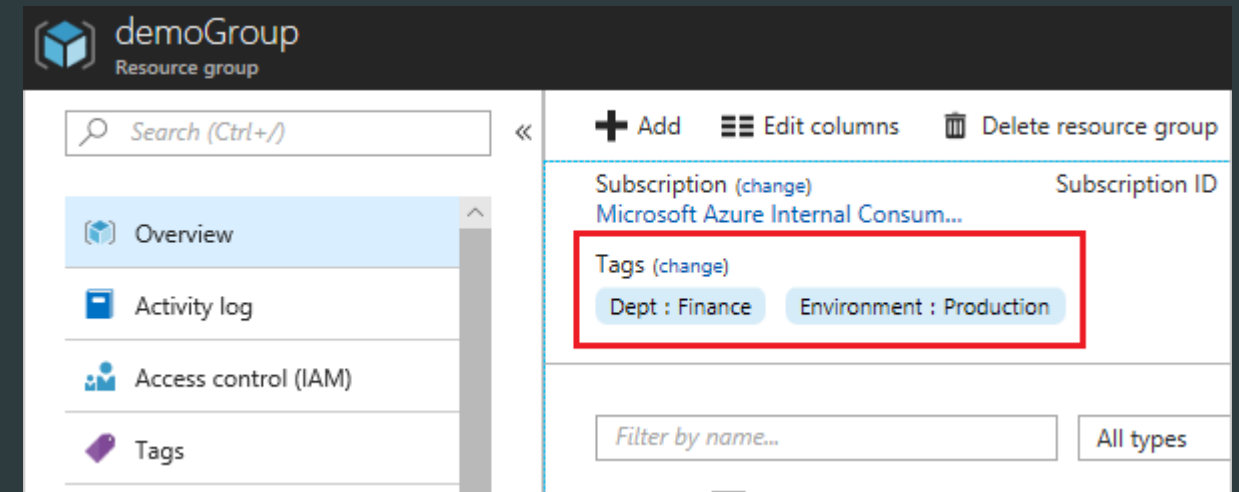 demoGroup
Resource group
Search (Ctrl+/)
«
Overview
Activity log
Access control (IAM)
Tags
Add Edit columns Delete resource group
Subscription (change) Subscription ID
Microsoft Azure Internal Consum...
Tags (change)
Dept : Finance Environment : Production
Filter by name... All types